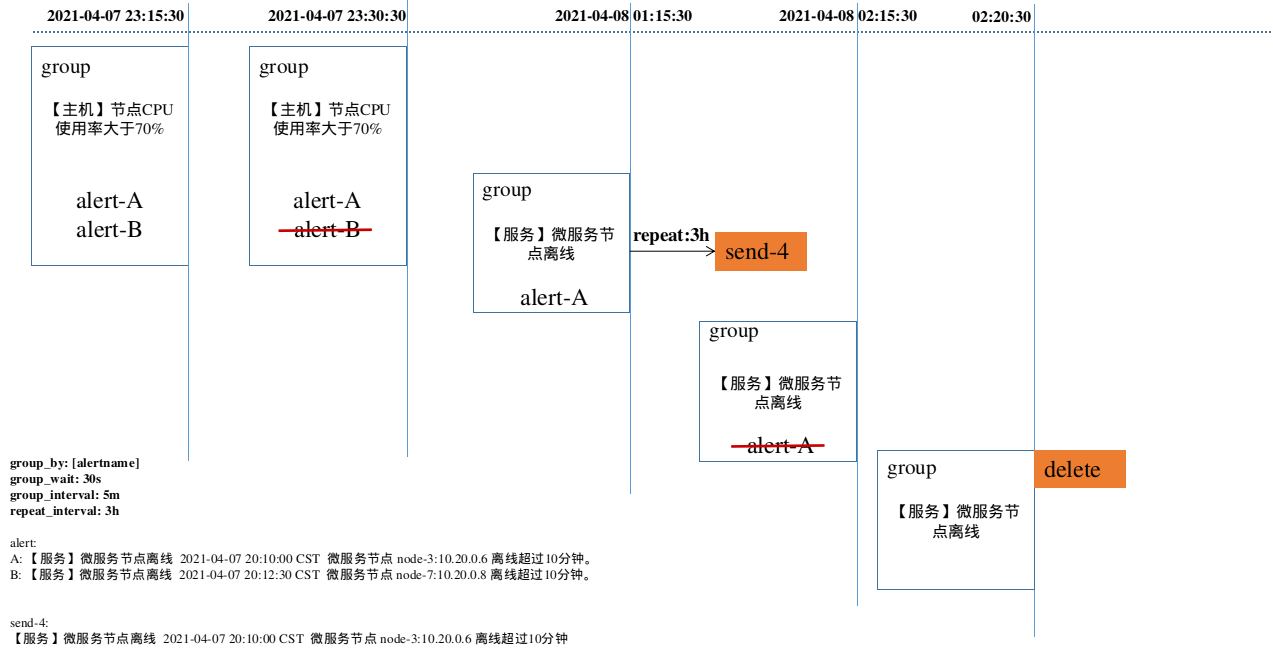 2021-04-07 23:15:30
2021-04-07 23:30:30
2021-04-08 01:15:30
2021-04-08 02:15:30
02:20:30
group
【主机】节点CPU
使用率大于70%
alert-A
alert-B
group
【主机】节点CPU
使用率大于70%
alert-A
alert-B
group
【服务】微服务节
点离线
alert-A
repeat:3h
send-4
group
【服务】微服务节
点离线
alert-A
group
【服务】微服务节
点离线
delete
group_by: [alertname]
group_wait: 30s
group_interval: 5m
repeat_interval: 3h
alert:
A: 【服务】微服务节点离线 2021-04-07 20:10:00 CST 微服务节点 node-3:10.20.0.6 离线超过10分钟。
B: 【服务】微服务节点离线 2021-04-07 20:12:30 CST 微服务节点 node-7:10.20.0.8 离线超过10分钟。
send-4:
【服务】微服务节点离线 2021-04-07 20:10:00 CST 微服务节点 node-3:10.20.0.6 离线超过10分钟